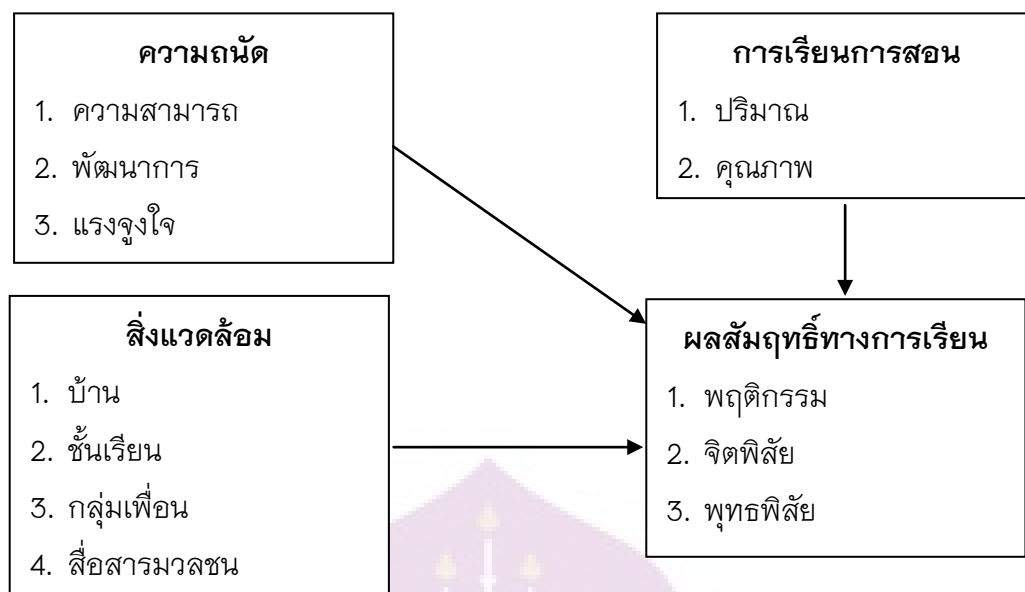 ความถนัด
1. ความสามารถ
2. พัฒนาการ
3. แรงจูงใจ
การเรียนการสอน
1. ปริมาณ
2. คุณภาพ
สิ่งแวดล้อม
1. บ้าน
2. ชั้นเรียน
3. กลุ่มเพื่อน
4. สื่อสารมวลชน
ผลสัมฤทธิ์ทางการเรียน
1. พฤติกรรม
2. จิตพิสัย
3. พุทธพิสัย